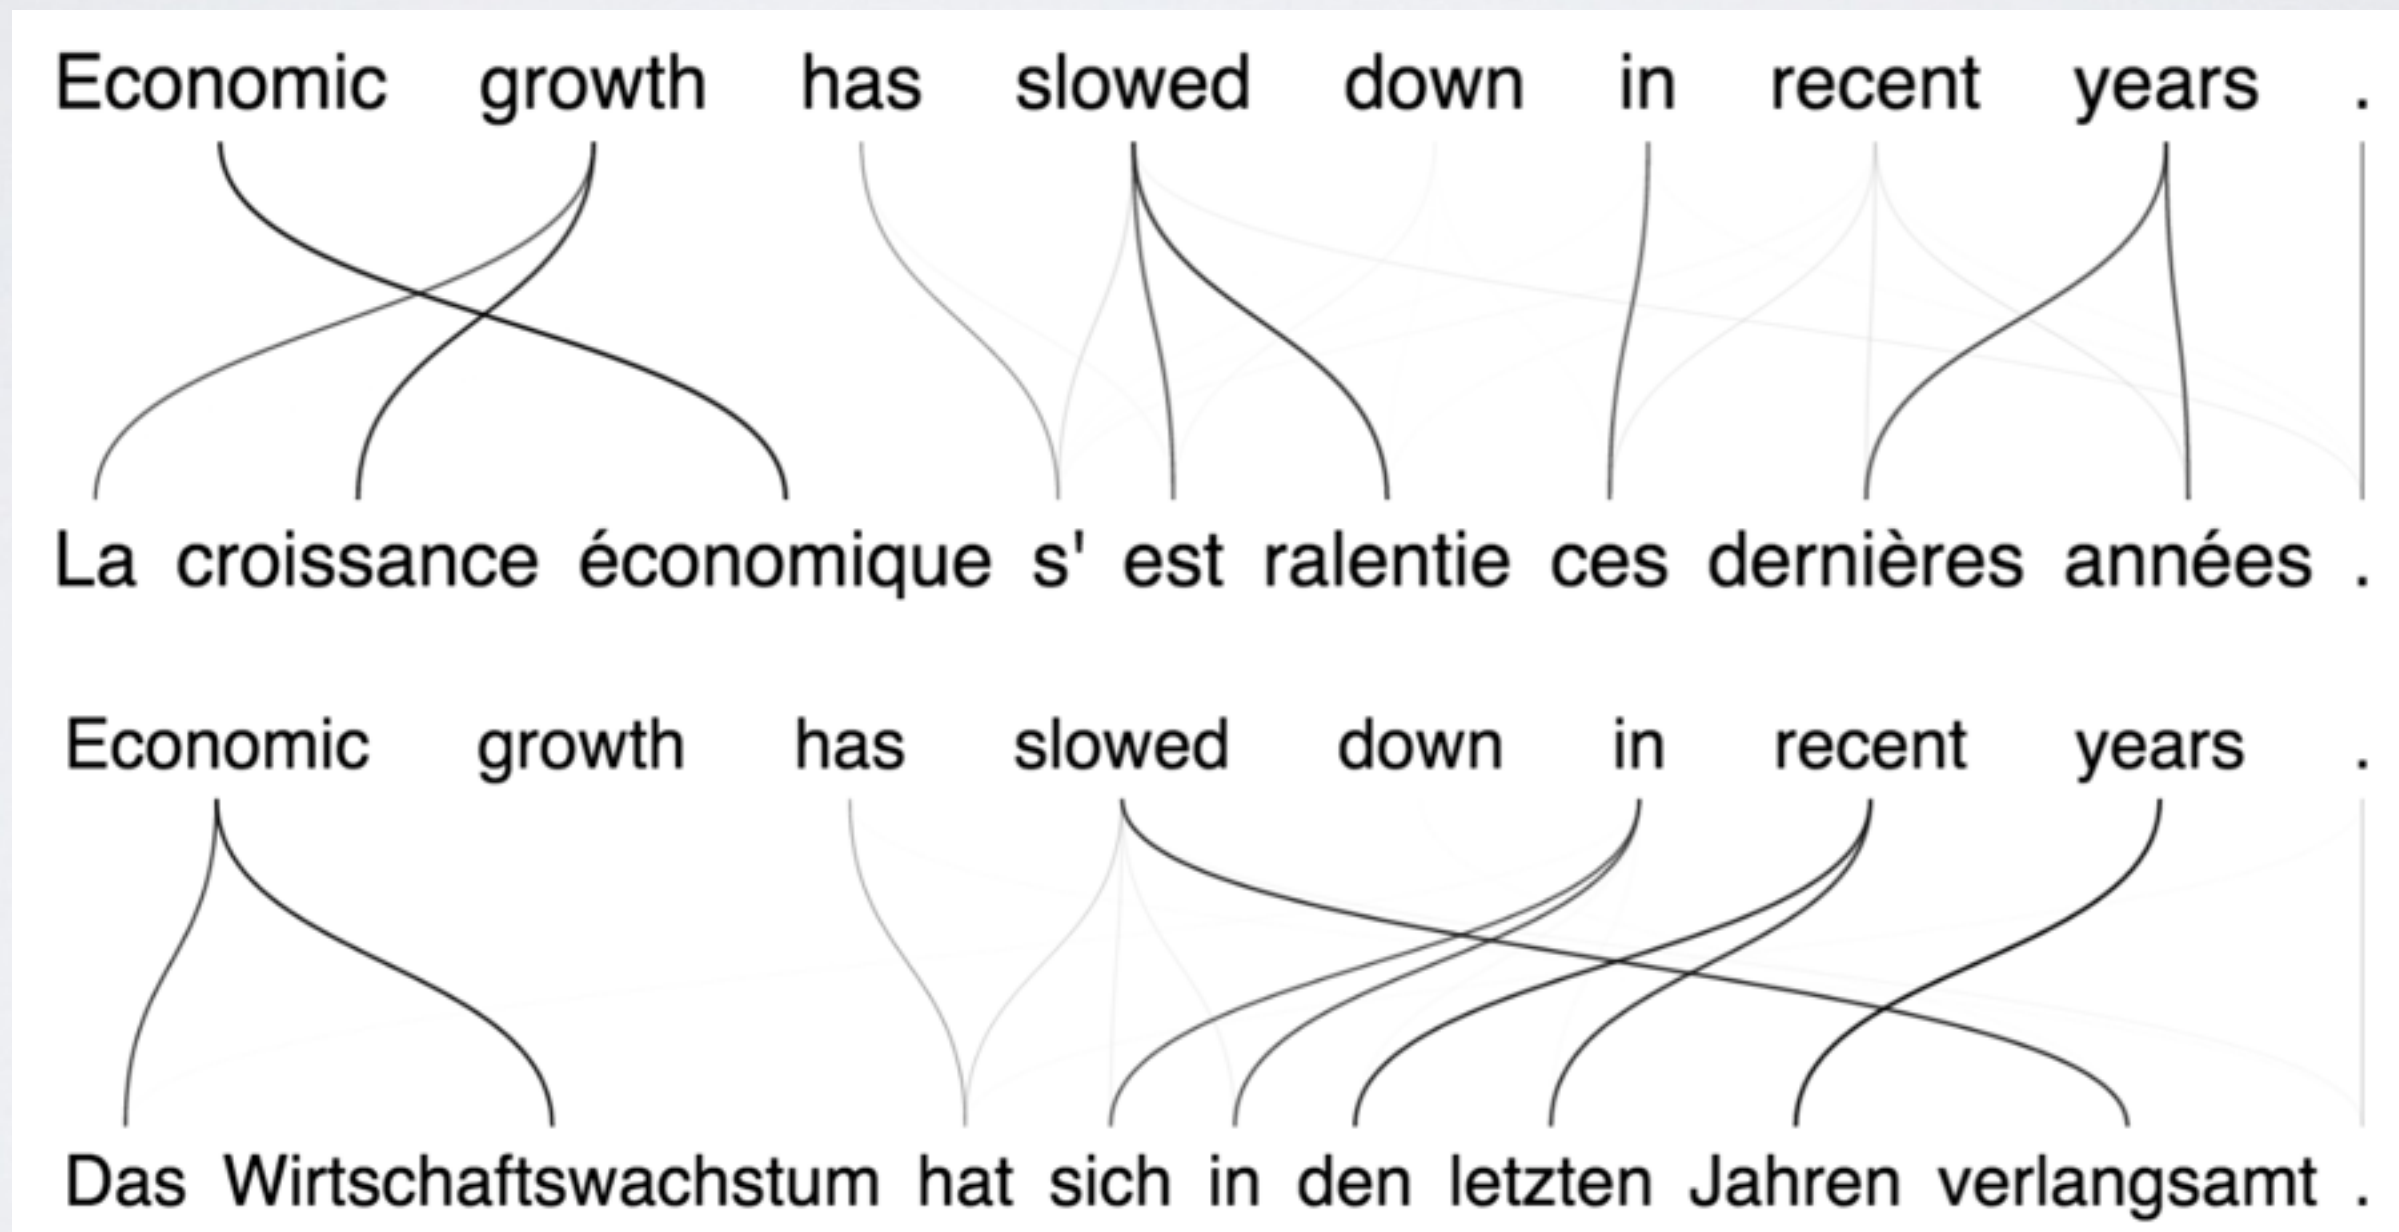 Economic growth has slowed down in recent years .
La croissance économique s' est ralentie ces dernières années .
Economic growth has slowed down in recent years .
Das Wirtschaftswachstum hat sich in den letzten Jahren verlangsamt .